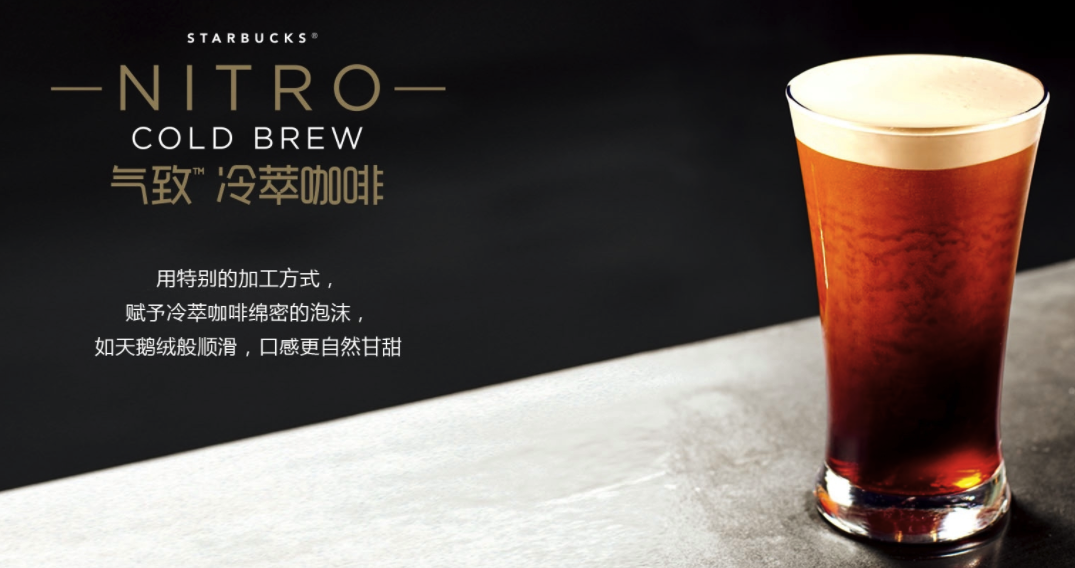 STARBUCKS®
NITRO
COLD BREW
气致™ 冷萃咖啡
用特别的加工方式，
赋予冷萃咖啡绵密的泡沫，
如天鹅绒般顺滑，口感更自然甘甜